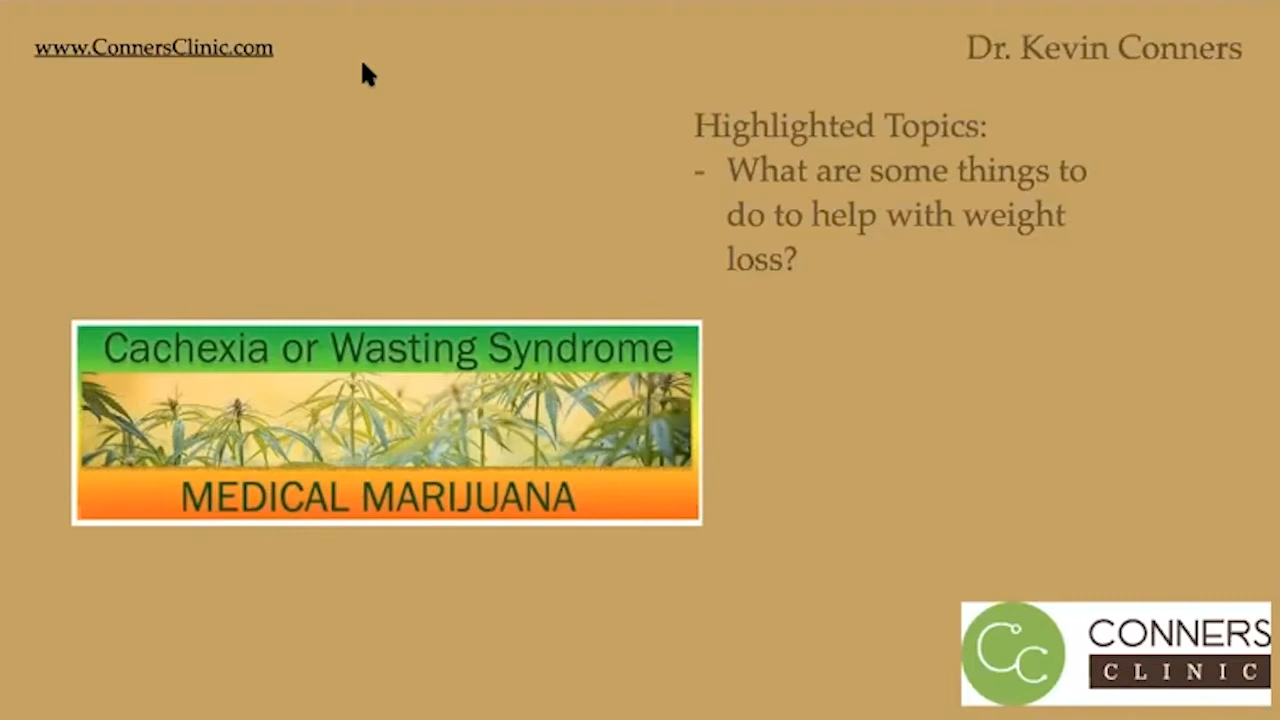 www.ConnersClinic.com
Dr. Kevin Conners
Highlighted Topics:
- What are some things to
do to help with weight
loss?
Cachexia or Wasting Syndrome
MEDICAL MARIJUANA
CC
CONNERS
CLINIC